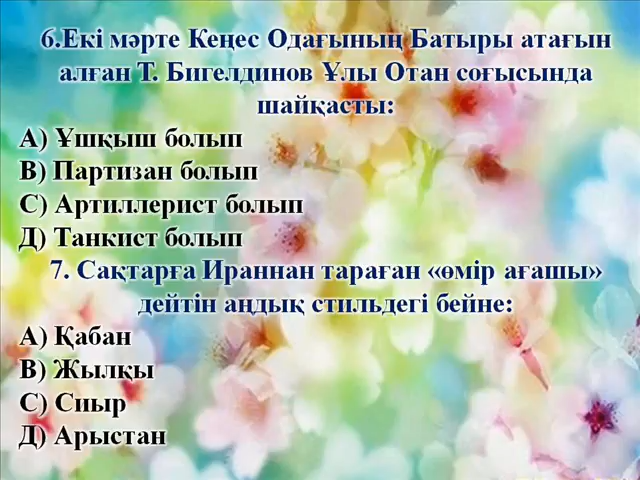 6.Екі мәрте Кеңес Одағының Батыры атағын
алған Т. Бигелдинов Ұлы Отан соғысында
шайқасты:
А) Ұшқыш болып
В) Партизан болып
С) Артиллерист болып
Д) Танкист болып
7. Сақтарға Ираннан тараған «өмір ағашы»
дейтін аңдық стильдегі бейне:
А) Қабан
В) Жылқы
С) Сиыр
Д) Арыстан